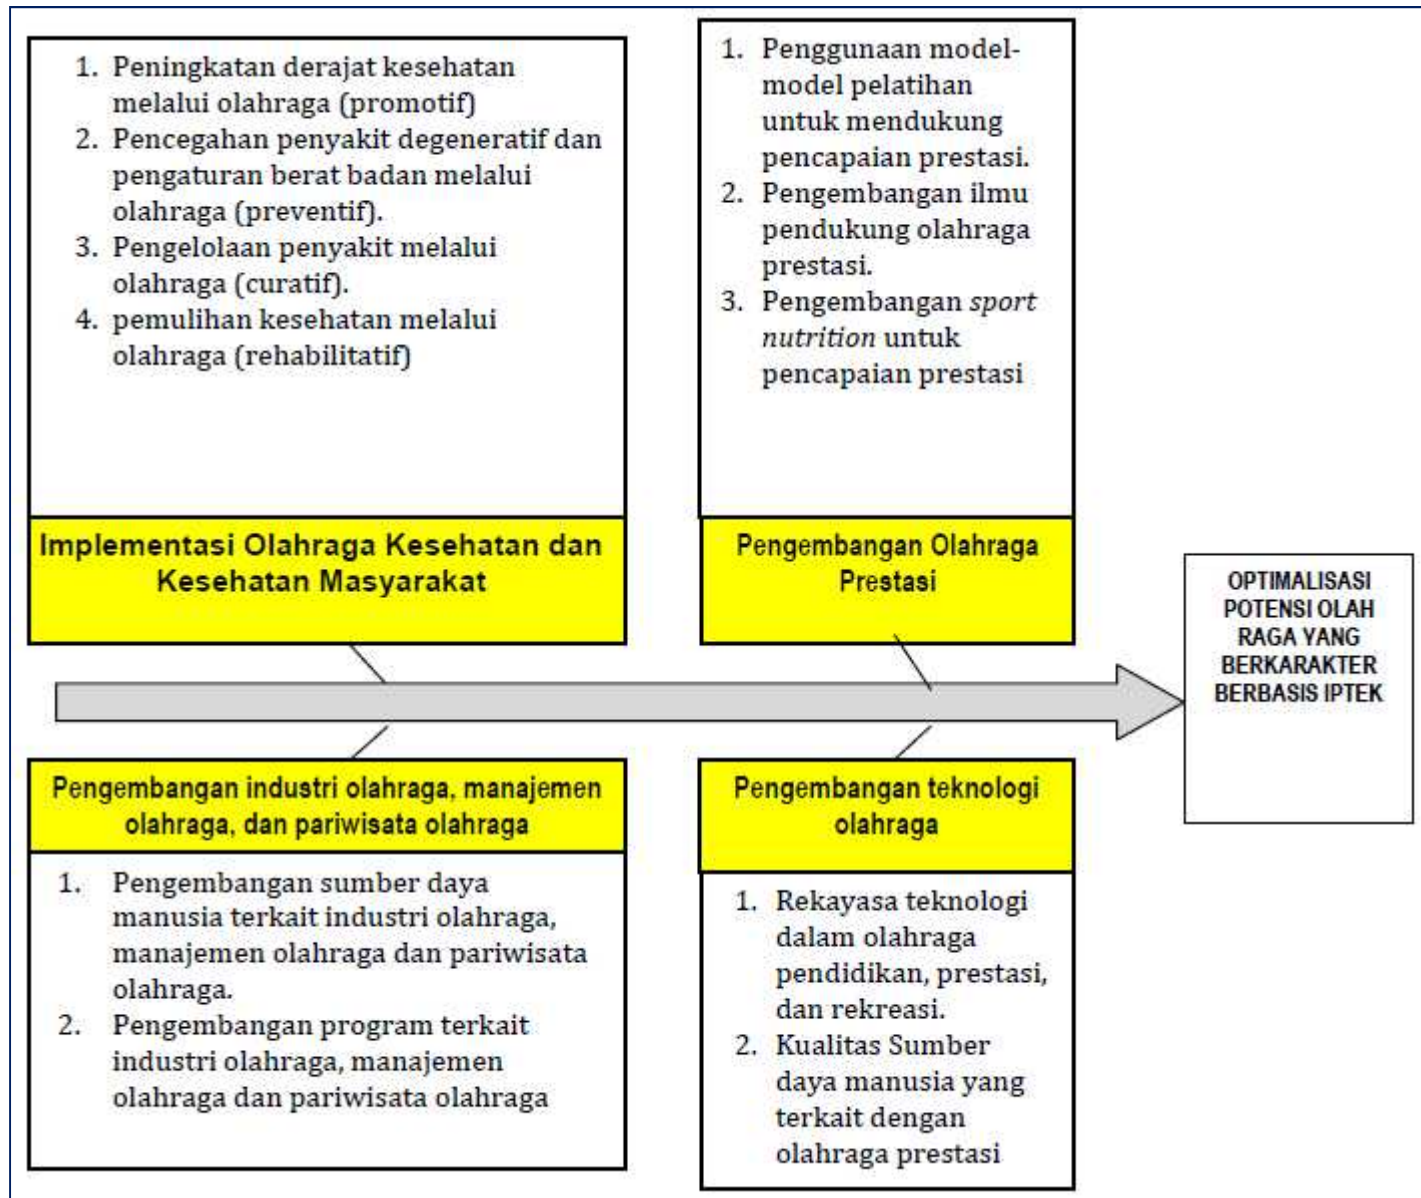 1. Peningkatan derajat kesehatan
melalui olahraga (promotif)
2. Pencegahan penyakit degeneratif dan
pengaturan berat badan melalui
olahraga (preventif).
3. Pengelolaan penyakit melalui
olahraga (curatif).
4. pemulihan kesehatan melalui
olahraga (rehabilitatif)
Implementasi Olahraga Kesehatan dan
Kesehatan Masyarakat
1. Penggunaan model-
model pelatihan
untuk mendukung
pencapaian prestasi.
2. Pengembangan ilmu
pendukung olahraga
prestasi.
3. Pengembangan sport
nutrition untuk
pencapaian prestasi
Pengembangan Olahraga
Prestasi
OPTIMALISASI
POTENSI OLAH
RAGA YANG
BERKARAKTER
BERBASIS IPTEK
Pengembangan industri olahraga, manajemen
olahraga, dan pariwisata olahraga
1. Pengembangan sumber daya
manusia terkait industri olahraga,
manajemen olahraga dan pariwisata
olahraga.
2. Pengembangan program terkait
industri olahraga, manajemen
olahraga dan pariwisata olahraga
Pengembangan teknologi
olahraga
1. Rekayasa teknologi
dalam olahraga
pendidikan, prestasi,
dan rekreasi.
2. Kualitas Sumber
daya manusia yang
terkait dengan
olahraga prestasi